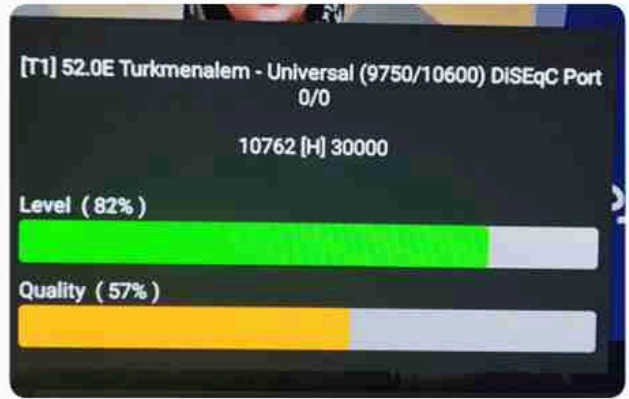 [T1] 52.0E Turkmenalem - Universal (9750/10600) DiSEqC Port
0/0
10762 [H] 30000
Level ( 82% )
Quality ( 57% )